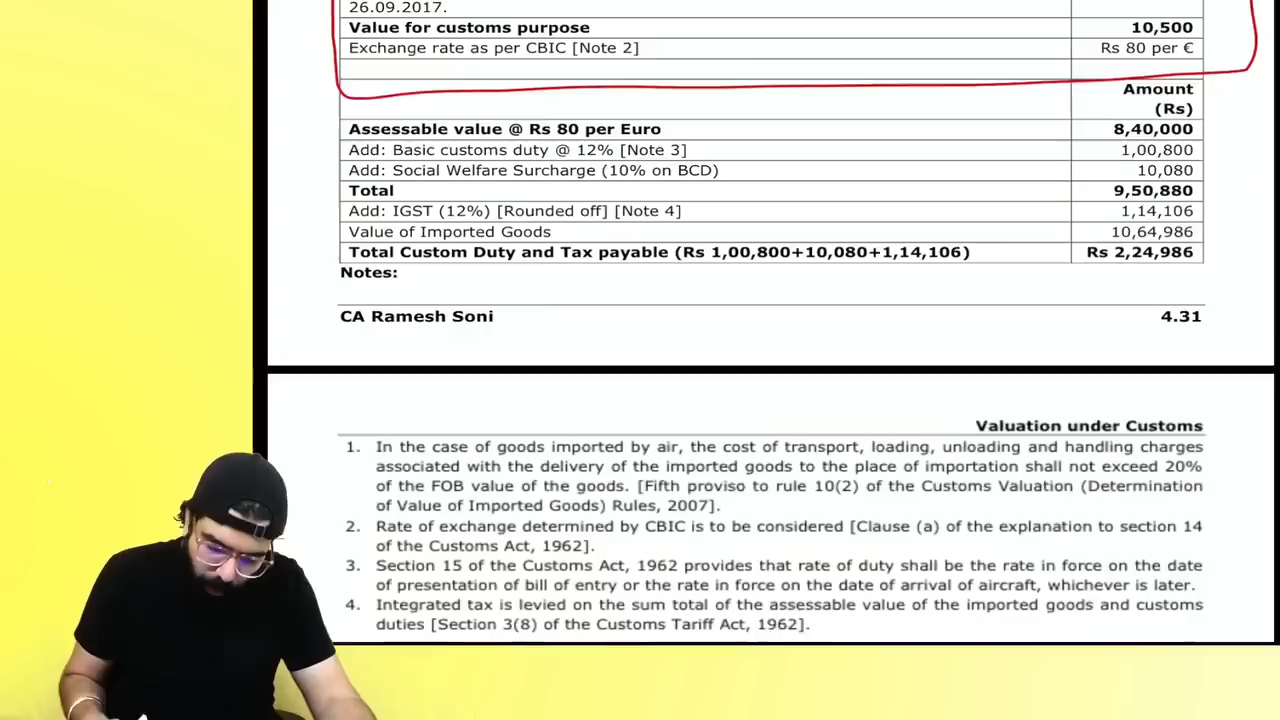 26.09.2017.
Value for customs purpose 10,500
Exchange rate as per CBIC [Note 2] Rs 80 per €
Amount
(Rs)
Assessable value @ Rs 80 per Euro 8,40,000
Add: Basic customs duty @ 12% [Note 3] 1,00,800
Add: Social Welfare Surcharge (10% on BCD) 10,080
Total 9,50,880
Add: IGST (12%) [Rounded off] [Note 4] 1,14,106
Value of Imported Goods 10,64,986
Total Custom Duty and Tax payable (Rs 1,00,800+10,080+1,14,106) Rs 2,24,986
Notes:
CA Ramesh Soni 4.31
Valuation under Customs
1. In the case of goods imported by air, the cost of transport, loading, unloading and handling charges
associated with the delivery of the imported goods to the place of importation shall not exceed 20%
of the FOB value of the goods. [Fifth proviso to rule 10(2) of the Customs Valuation (Determination
of Value of Imported Goods) Rules, 2007].
2. Rate of exchange determined by CBIC is to be considered [Clause (a) of the explanation to section 14
of the Customs Act, 1962].
3. Section 15 of the Customs Act, 1962 provides that rate of duty shall be the rate in force on the date
of presentation of bill of entry or the rate in force on the date of arrival of aircraft, whichever is later.
4. Integrated tax is levied on the sum total of the assessable value of the imported goods and customs
duties [Section 3(8) of the Customs Tariff Act, 1962].